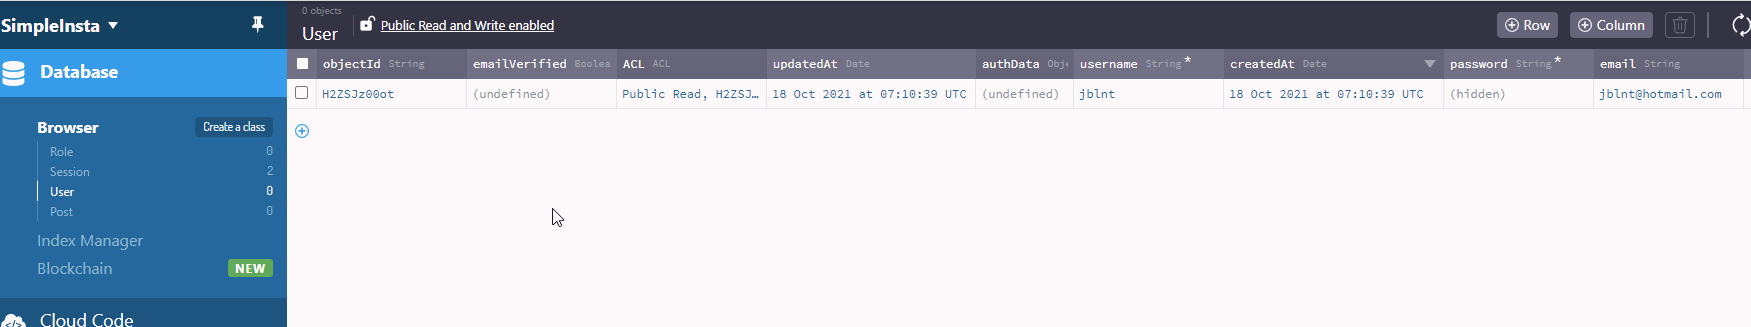 SimpleInsta
0 objects
User
Public Read and Write enabled
Row
Column
Database
objectId String emailVerified Boolea ACL ACL updatedAt Date authData Obje username String* createdAt Date password String* email String
H2ZSJz00ot (undefined) Public Read, H2ZSJ… 18 Oct 2021 at 07:10:39 UTC (undefined) jblnt 18 Oct 2021 at 07:10:39 UTC (hidden) jblnt@hotmail.com
Browser Create a class
Role 0
Session 2
User 0
Post 0
Index Manager
Blockchain NEW
Cloud Code